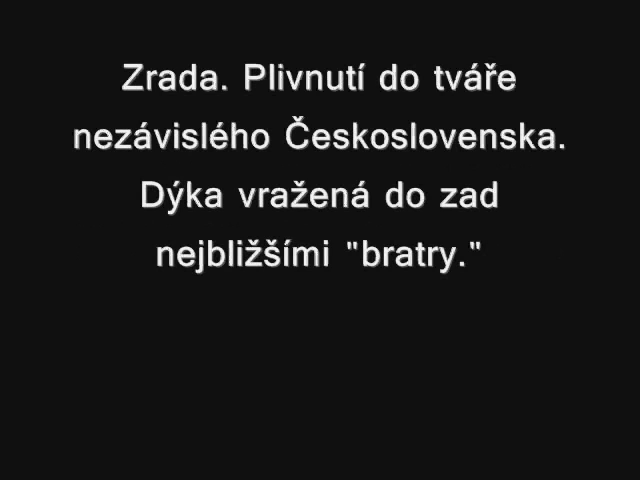 Zrada. Plivnutí do tváře
nezávislého Československa.
Dýka vražená do zad
nejbližšími "bratry."